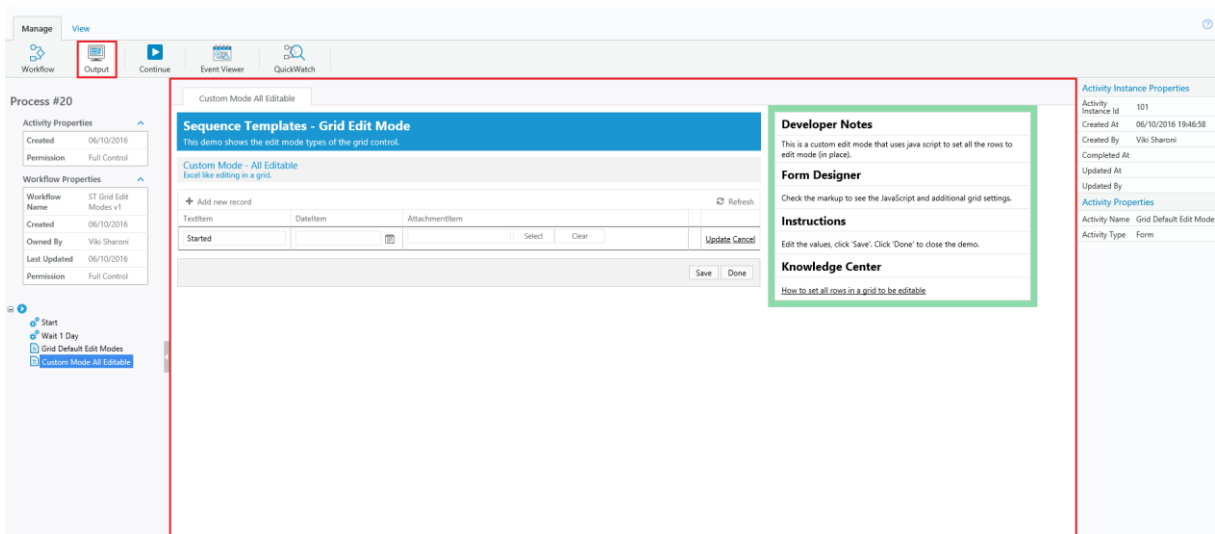 Manage View
Workflow Output Continue Event Viewer QuickWatch
Process #20
Activity Properties
Created 06/10/2016
Permission Full Control
Workflow Properties
Workflow Name ST Grid Edit Modes v1
Created 06/10/2016
Owned By Viki Sharoni
Last Updated 06/10/2016
Permission Full Control
Start
Wait 1 Day
Grid Default Edit Modes
Custom Mode All Editable
Custom Mode All Editable
Sequence Templates - Grid Edit Mode
This demo shows the edit mode types of the grid control.
Custom Mode - All Editable
Excel like editing in a grid.
Add new record Refresh
TextItem DateItem AttachmentItem
Started Select Clear Update Cancel
Save Done
Developer Notes
This is a custom edit mode that uses java script to set all the rows to
edit mode (in place).
Form Designer
Check the markup to see the JavaScript and additional grid settings.
Instructions
Edit the values, click 'Save'. Click 'Done' to close the demo.
Knowledge Center
How to set all rows in a grid to be editable
Activity Instance Properties
Activity Instance Id 101
Created At 06/10/2016 19:46:58
Created By Viki Sharoni
Completed At
Updated At
Updated By
Activity Properties
Activity Name Grid Default Edit Mode
Activity Type Form